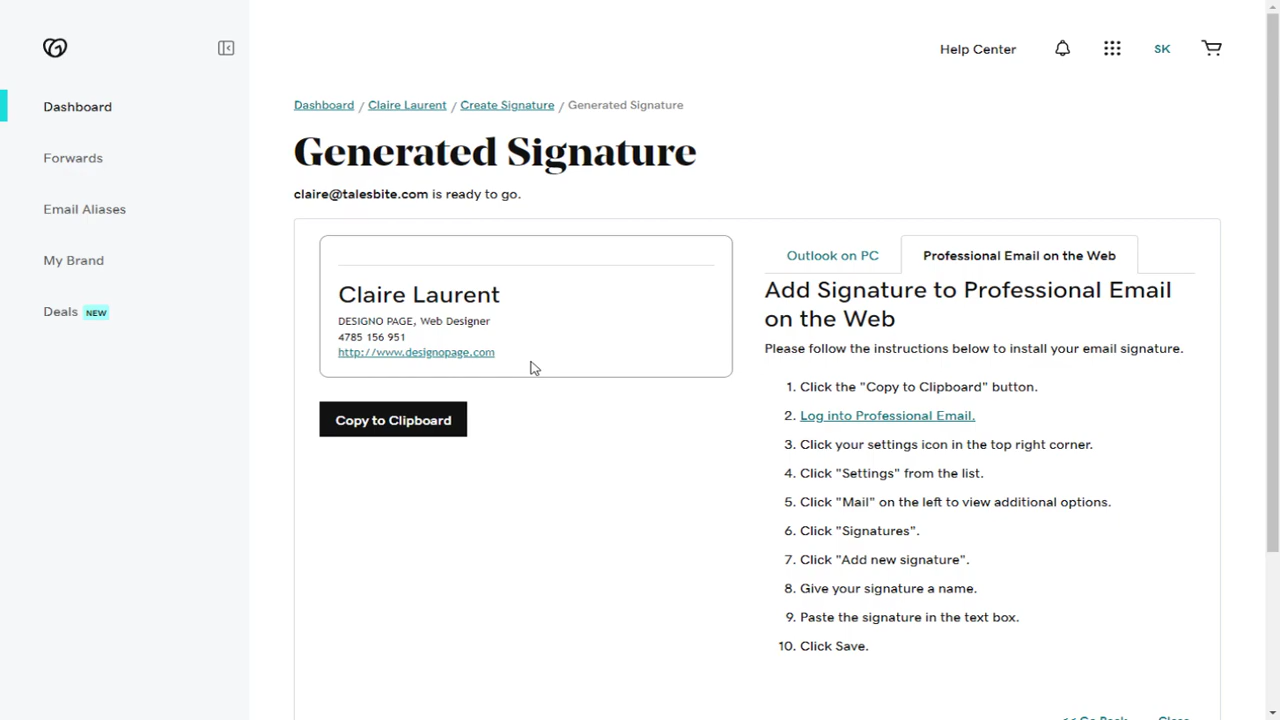 Help Center
SK
Dashboard
Forwards
Email Aliases
My Brand
Deals NEW
Dashboard / Claire Laurent / Create Signature / Generated Signature
Generated Signature
claire@talesbite.com is ready to go.
Claire Laurent
DESIGNO PAGE, Web Designer
4785 156 951
http://www.designopage.com
Copy to Clipboard
Outlook on PC
Professional Email on the Web
Add Signature to Professional Email
on the Web
Please follow the instructions below to install your email signature.
1. Click the "Copy to Clipboard" button.
2. Log into Professional Email.
3. Click your settings icon in the top right corner.
4. Click "Settings" from the list.
5. Click "Mail" on the left to view additional options.
6. Click "Signatures".
7. Click "Add new signature".
8. Give your signature a name.
9. Paste the signature in the text box.
10. Click Save.
<< Go Back
Close